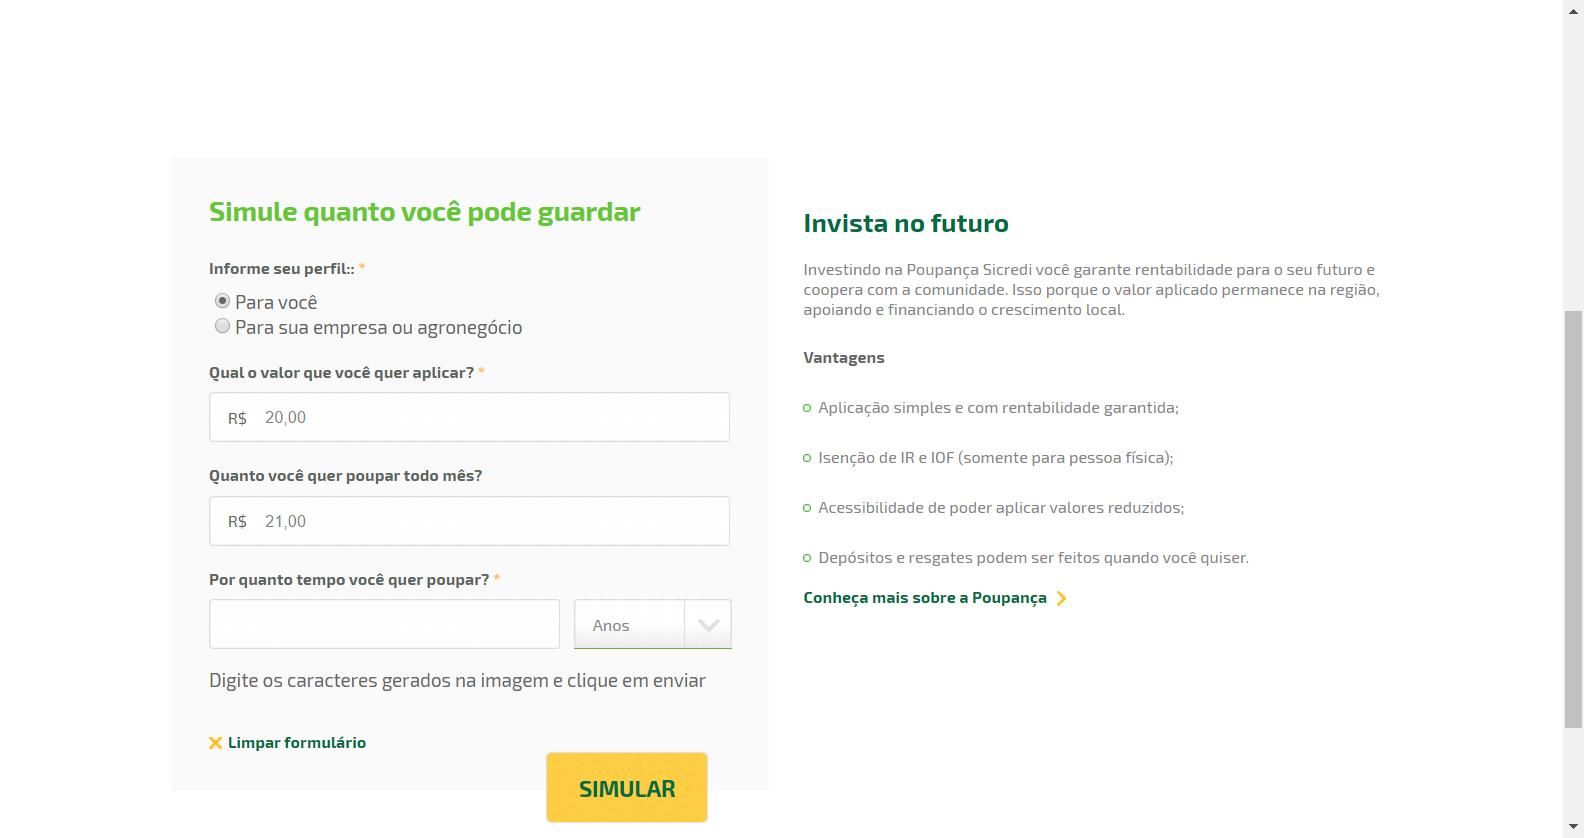 Simule quanto você pode guardar
Informe seu perfil:: *
Para você
Para sua empresa ou agronegócio
Qual o valor que você quer aplicar? *
R$ 20,00
Quanto você quer poupar todo mês?
R$ 21,00
Por quanto tempo você quer poupar? *
Anos
Digite os caracteres gerados na imagem e clique em enviar
Limpar formulário
SIMULAR
Invista no futuro
Investindo na Poupança Sicredi você garante rentabilidade para o seu futuro e
coopera com a comunidade. Isso porque o valor aplicado permanece na região,
apoiando e financiando o crescimento local.
Vantagens
Aplicação simples e com rentabilidade garantida;
Isenção de IR e IOF (somente para pessoa física);
Acessibilidade de poder aplicar valores reduzidos;
Depósitos e resgates podem ser feitos quando você quiser.
Conheça mais sobre a Poupança